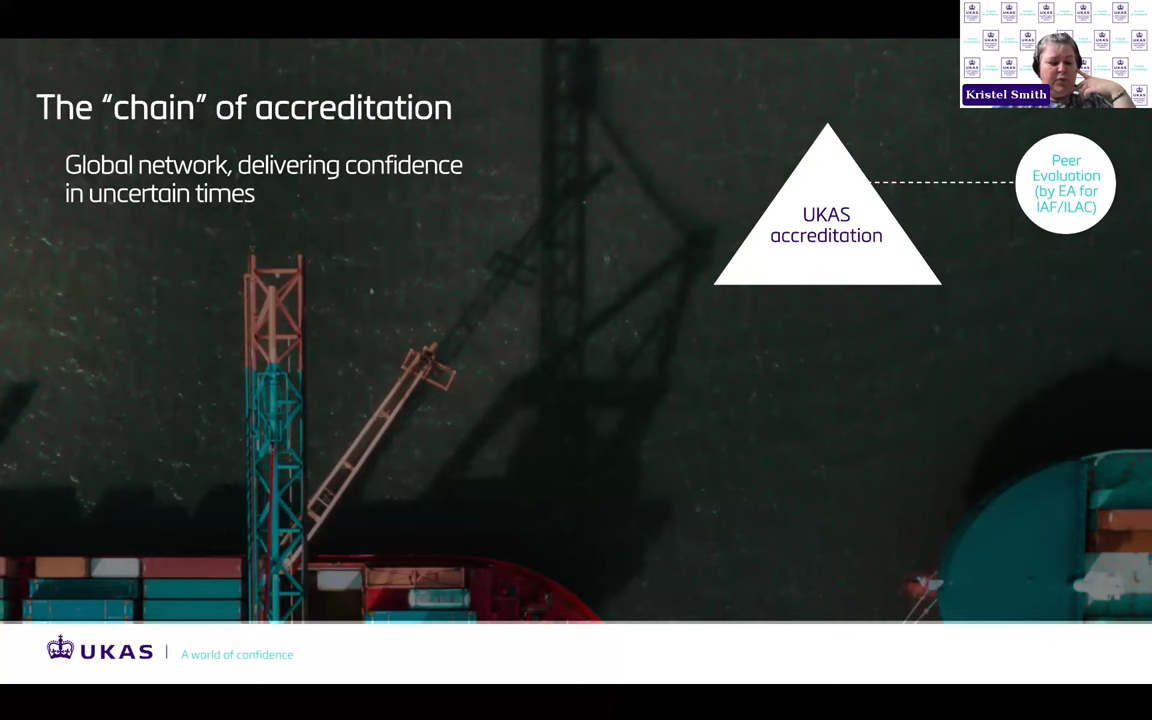 The “chain” of accreditation
Global network, delivering confidence
in uncertain times
UKAS
accreditation
Peer
Evaluation
(by EA for
IAF/ILAC)
Kristel Smith
UKAS
UKAS | A world of confidence